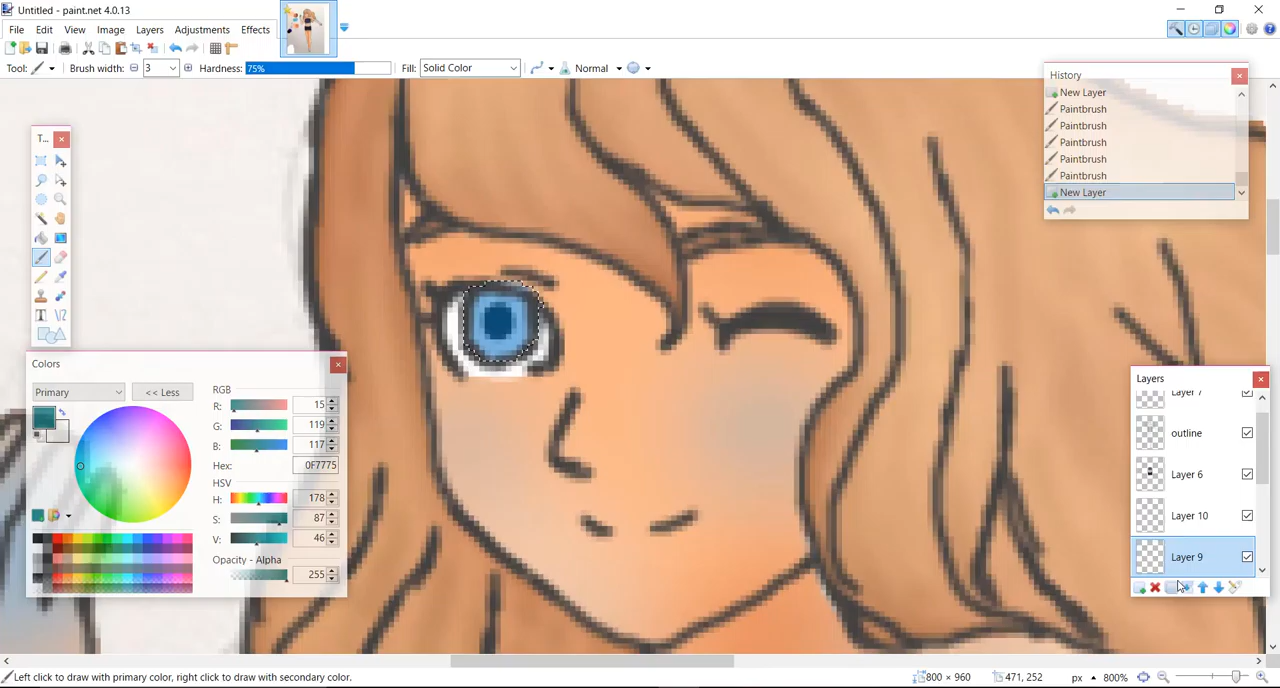 Untitled - paint.net 4.0.13
File Edit View Image Layers Adjustments Effects
Tool: Brush width: 3 Hardness: 75% Fill: Solid Color Normal
History
New Layer
Paintbrush
Paintbrush
Paintbrush
Paintbrush
Paintbrush
New Layer
T...
Colors
Primary << Less
RGB
R: 15
G: 119
B: 117
Hex: 0F7775
HSV
H: 178
S: 87
V: 46
Opacity - Alpha
255
Layers
Layer 7
outline
Layer 6
Layer 10
Layer 9
Left click to draw with primary color, right click to draw with secondary color. 800 × 960 471, 252 px 800%